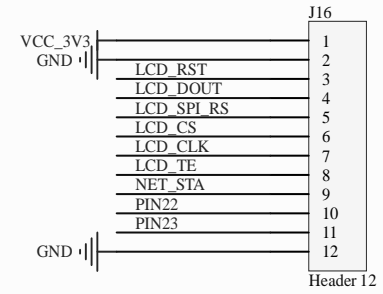 J16
VCC_3V3 1
GND 2
LCD_RST 3
LCD_DOUT 4
LCD_SPI_RS 5
LCD_CS 6
LCD_CLK 7
LCD_TE 8
NET_STA 9
PIN22 10
PIN23 11
GND 12
Header 12